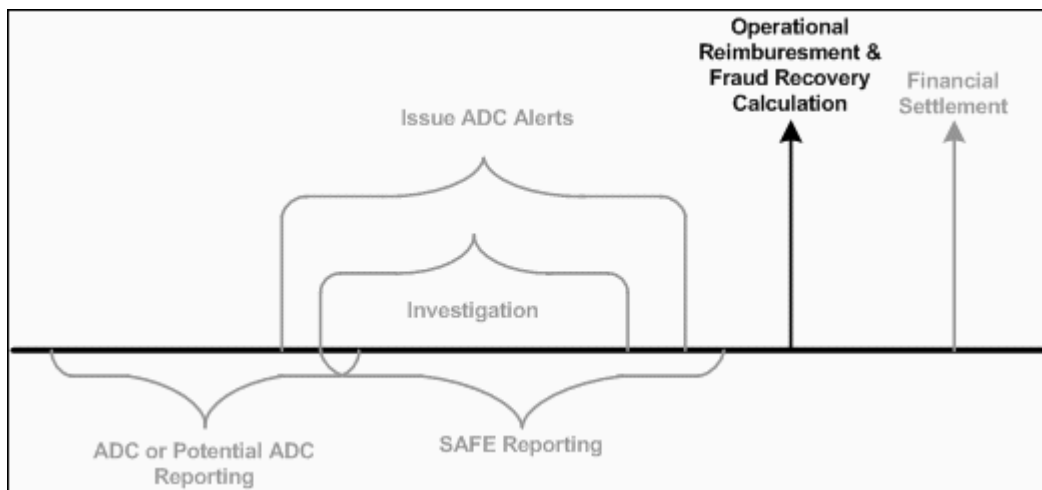 Operational
Reimburesment &
Fraud Recovery
Calculation
Financial
Settlement
Issue ADC Alerts
Investigation
ADC or Potential ADC
Reporting
SAFE Reporting